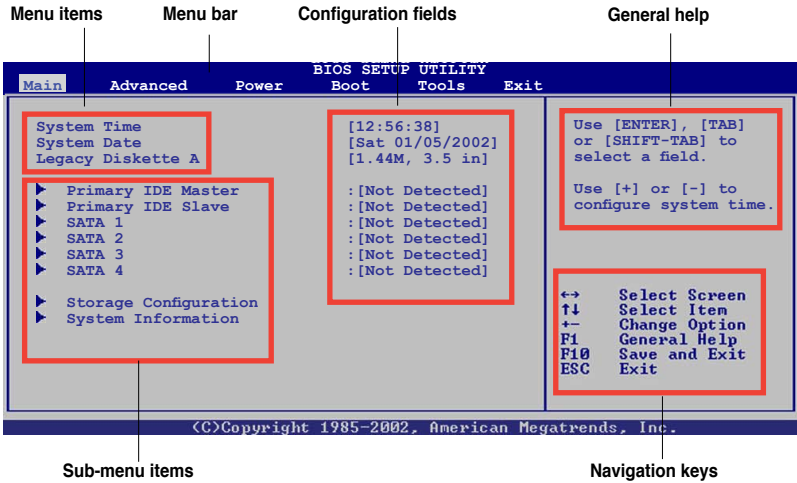 Menu items Menu bar Configuration fields General help
BIOS SETUP UTILITY
Main Advanced Power Boot Tools Exit
System Time [12:56:38]
System Date [Sat 01/05/2002]
Legacy Diskette A [1.44M, 3.5 in]
Primary IDE Master :[Not Detected]
Primary IDE Slave :[Not Detected]
SATA 1 :[Not Detected]
SATA 2 :[Not Detected]
SATA 3 :[Not Detected]
SATA 4 :[Not Detected]
Storage Configuration
System Information
Use [ENTER], [TAB]
or [SHIFT-TAB] to
select a field.
Use [+] or [-] to
configure system time.
←→ Select Screen
↑↓ Select Item
+- Change Option
F1 General Help
F10 Save and Exit
ESC Exit
(C)Copyright 1985-2002, American Megatrends, Inc.
Sub-menu items Navigation keys